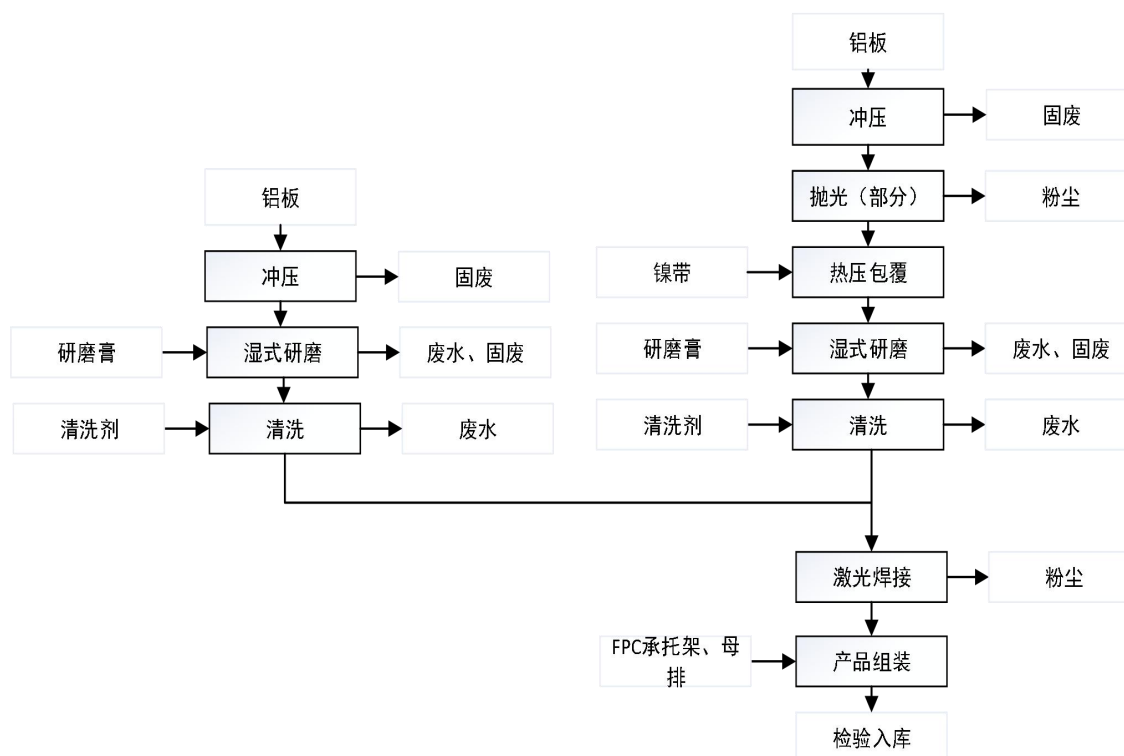 铝板
冲压
固废
抛光（部分）
粉尘
铝板
冲压
固废
镍带
热压包覆
研磨膏
湿式研磨
废水、固废
研磨膏
湿式研磨
废水、固废
清洗剂
清洗
废水
清洗剂
清洗
废水
激光焊接
粉尘
FPC承托架、母
排
产品组装
检验入库